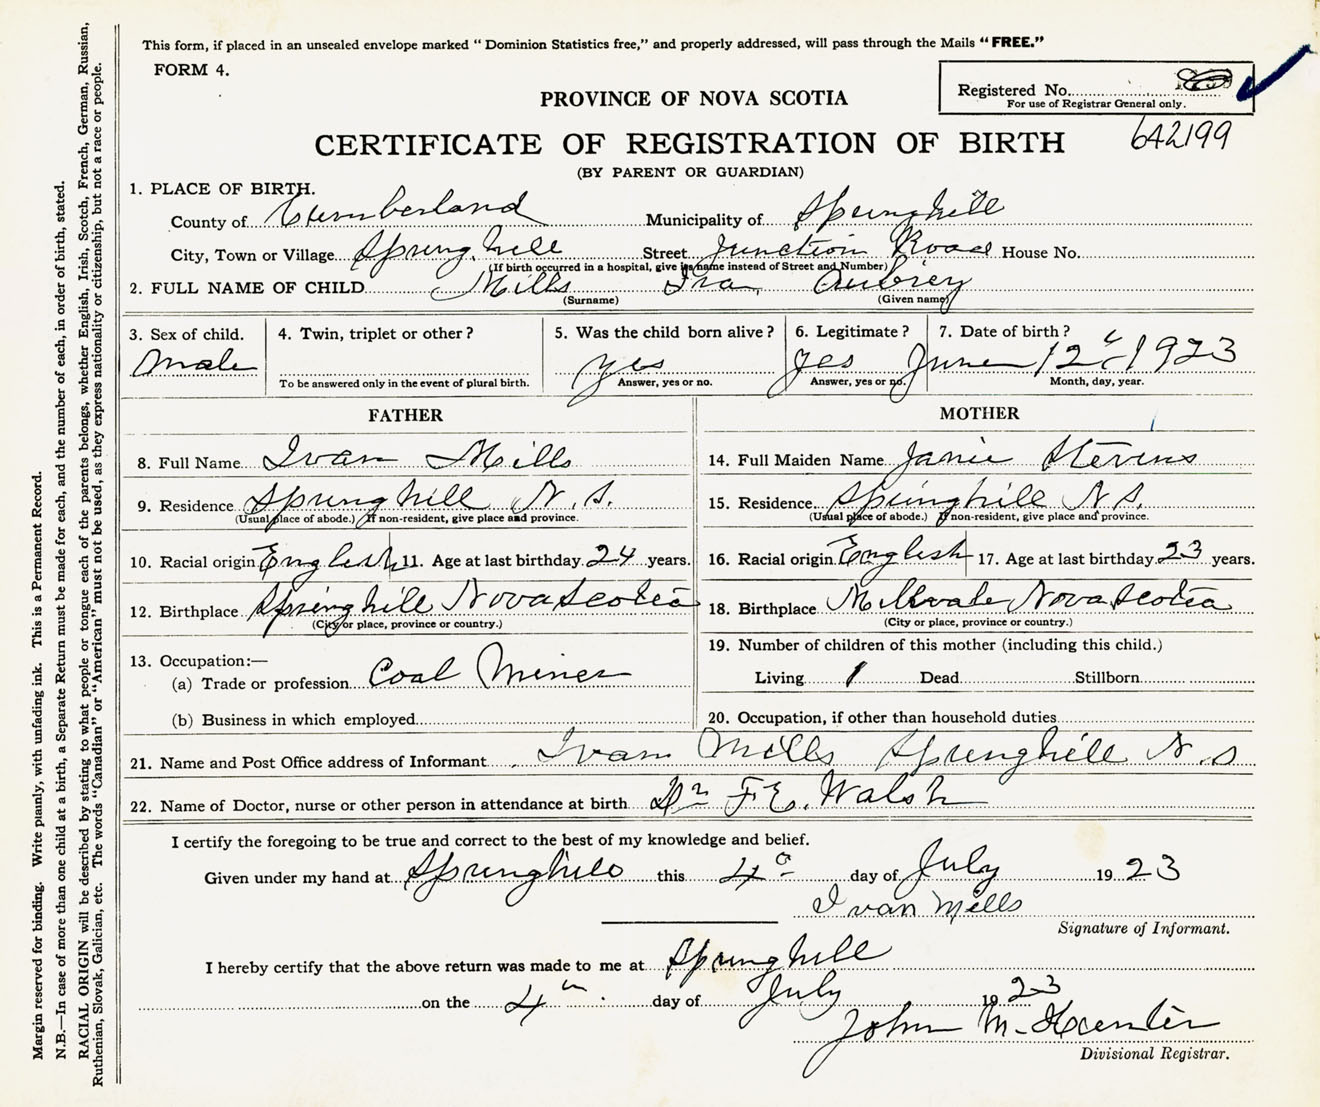 This form, if placed in an unsealed envelope marked " Dominion Statistics free," and properly addressed, will pass through the Mails " FREE."
FORM 4.
Registered No.
For use of Registrar General only.
PROVINCE OF NOVA SCOTIA
642199
CERTIFICATE OF REGISTRATION OF BIRTH
(BY PARENT OR GUARDIAN)
1. PLACE OF BIRTH.
County of Cumberland Municipality of Springhill
City, Town or Village Springhill Street Junction Road House No.
(If birth occurred in a hospital, give its name instead of Street and Number)
2. FULL NAME OF CHILD Mills Ira Aubrey
(Surname) (Given name)
3. Sex of child. 4. Twin, triplet or other? 5. Was the child born alive? 6. Legitimate? 7. Date of birth?
Male yes yes June 12 1923
To be answered only in the event of plural birth. Answer, yes or no. Answer, yes or no. Month, day, year.
FATHER MOTHER
8. Full Name Ivan Mills 14. Full Maiden Name Janie Stevens
9. Residence Springhill N.S. 15. Residence Springhill N.S.
(Usual place of abode.) If non-resident, give place and province. (Usual place of abode.) If non-resident, give place and province.
10. Racial origin English 11. Age at last birthday 24 years. 16. Racial origin English 17. Age at last birthday 23 years.
12. Birthplace Springhill Nova Scotia 18. Birthplace Millvale Nova Scotia
(City or place, province or country.) (City or place, province or country.)
13. Occupation:— 19. Number of children of this mother (including this child.)
(a) Trade or profession Coal Miner Living 1 Dead Stillborn
(b) Business in which employed 20. Occupation, if other than household duties
21. Name and Post Office address of Informant Ivan Mills Springhill N.S
22. Name of Doctor, nurse or other person in attendance at birth Dr F.E. Walsh
I certify the foregoing to be true and correct to the best of my knowledge and belief.
Given under my hand at Springhill this 4th day of July 1923
Ivan Mills
Signature of Informant.
I hereby certify that the above return was made to me at Springhill
on the 4th day of July 1923
John M.
Divisional Registrar.
Margin reserved for binding. Write plainly, with unfading ink. This is a Permanent Record.
N.B.—In case of more than one child at a birth, a Separate Return must be made for each, and the number of each, in order of birth, stated.
RACIAL ORIGIN will be described by stating to what people or tongue each of the parents belongs, whether English, Irish, Scotch, French, German, Russian,
Ruthenian, Slovak, Galician, etc. The words "Canadian" or "American" must not be used, as they express nationality or citizenship, but not a race or people.